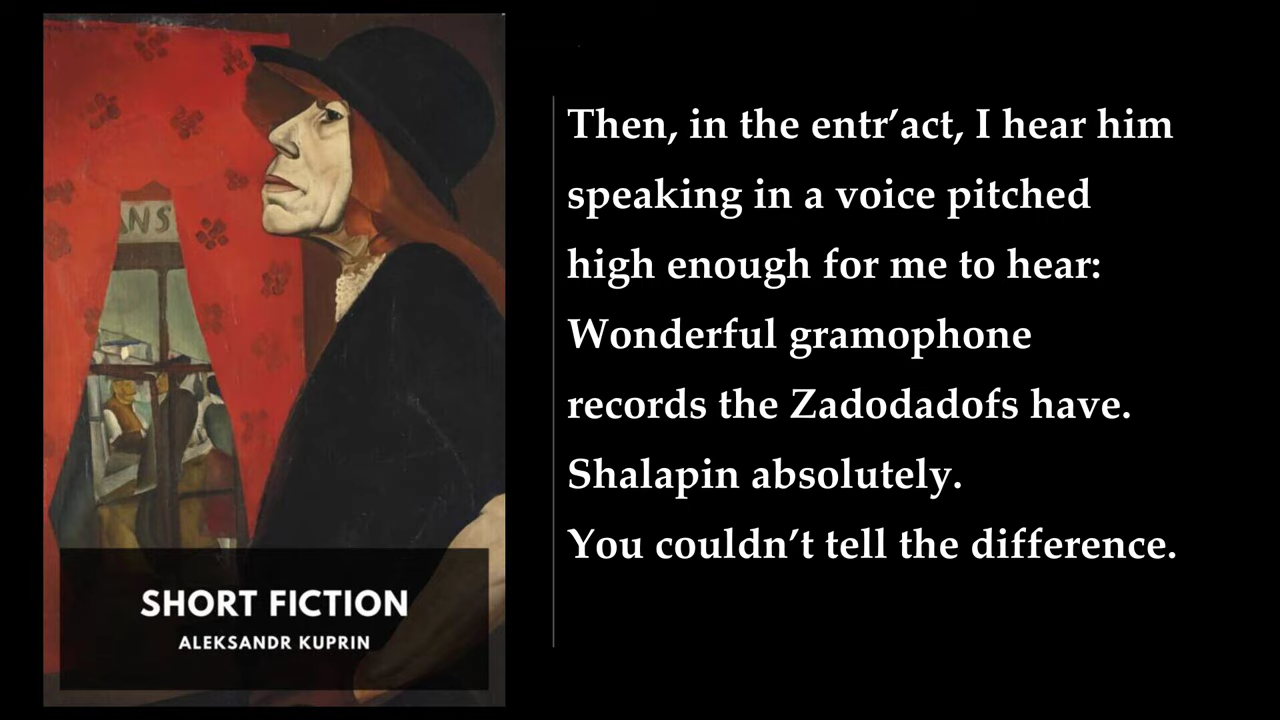 ANS
SHORT FICTION
ALEKSANDR KUPRIN
Then, in the entr’act, I hear him
speaking in a voice pitched
high enough for me to hear:
Wonderful gramophone
records the Zadodadofs have.
Shalapin absolutely.
You couldn’t tell the difference.